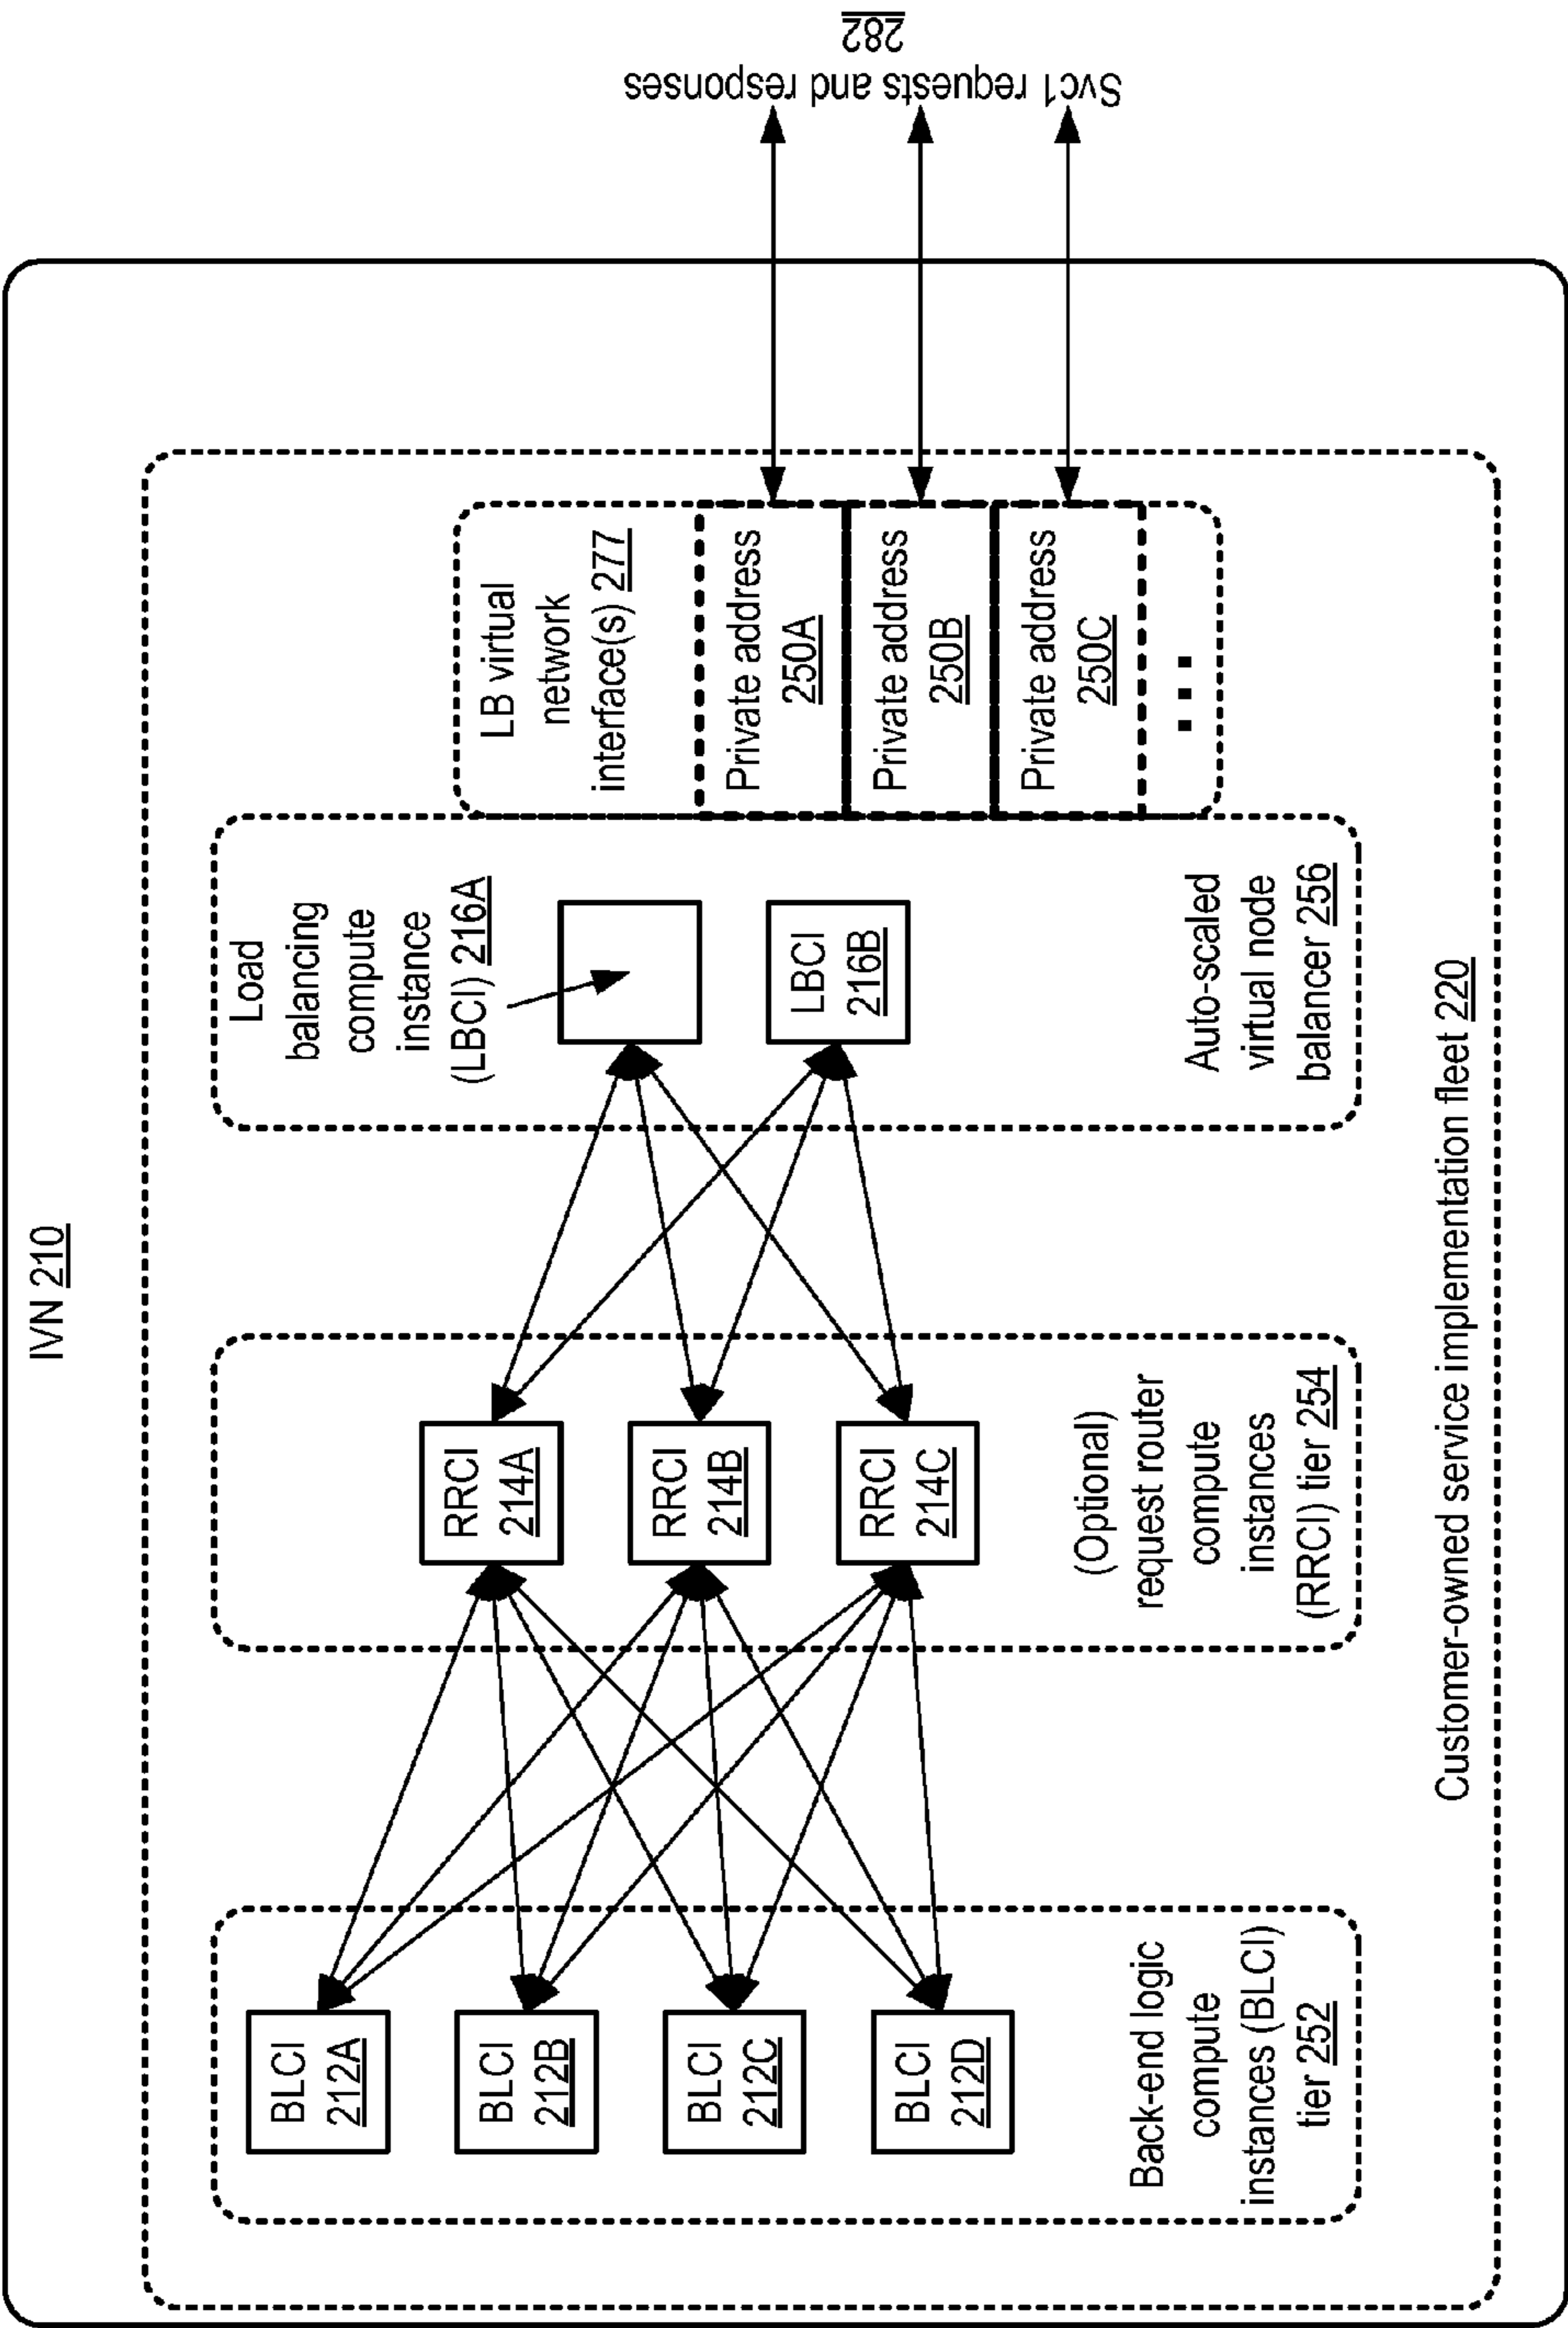 IVN 210
BLCI
212A
BLCI
212B
BLCI
212C
BLCI
212D
Back-end logic
compute
instances (BLCI)
tier 252
RRCI
214A
RRCI
214B
RRCI
214C
(Optional)
request router
compute
instances
(RRCI) tier 254
Load
balancing
compute
instance
(LBCI) 216A
LBCI
216B
Auto-scaled
virtual node
balancer 256
LB virtual
network
interface(s) 277
Private address
250A
Private address
250B
Private address
250C
...
Customer-owned service implementation fleet 220
Svc1 requests and responses
282